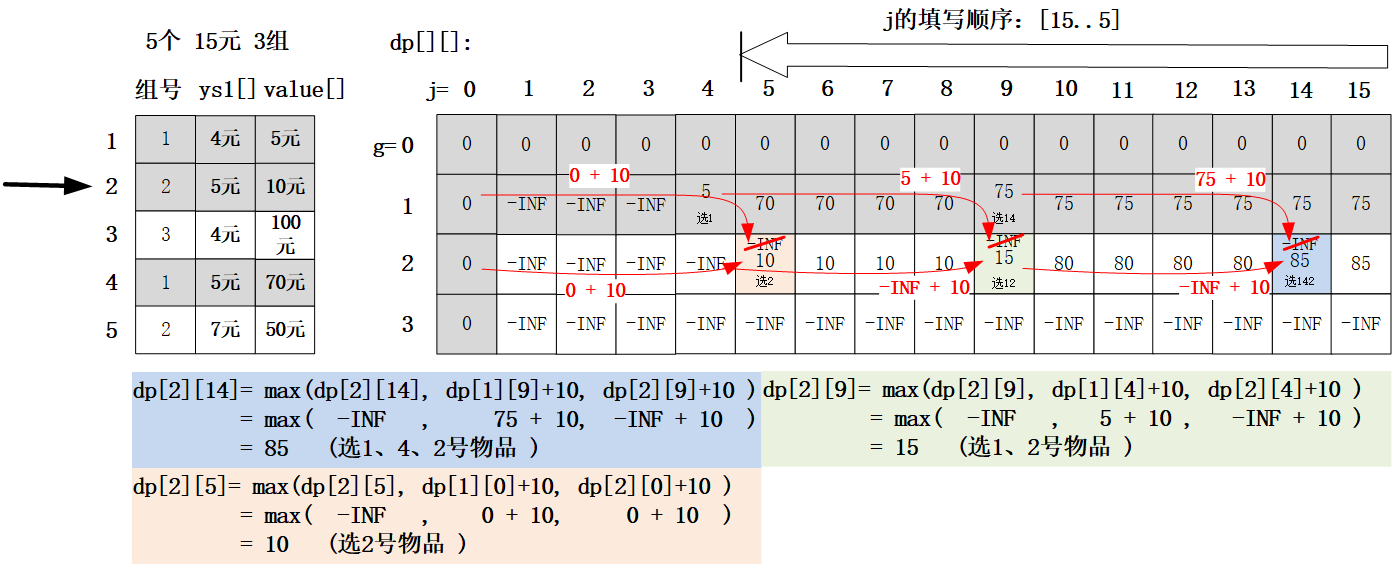 j的填写顺序: [15..5]
5个 15元 3组 dp[][]:
组号 ys1[] value[] j= 0 1 2 3 4 5 6 7 8 9 10 11 12 13 14 15
1 1 4元 5元 g=0 0 0 0 0 0 0 0 0 0 0 0 0 0 0 0 0
0 + 10 5 + 10 75 + 10
2 2 5元 10元 1 0 -INF -INF -INF 5 70 70 70 70 75 75 75 75 75 75 75
选1 选14
3 3 4元 100元
-INF -INF -INF
2 0 -INF -INF -INF -INF 10 10 10 10 15 80 80 80 80 85 85
选2 选12 选142
4 1 5元 70元
0 + 10 -INF + 10 -INF + 10
5 2 7元 50元 3 0 -INF -INF -INF -INF -INF -INF -INF -INF -INF -INF -INF -INF -INF -INF -INF
dp[2][14]= max(dp[2][14], dp[1][9]+10, dp[2][9]+10 )
= max( -INF , 75 + 10, -INF + 10 )
= 85 (选1、4、2号物品 )
dp[2][9]= max(dp[2][9], dp[1][4]+10, dp[2][4]+10 )
= max( -INF , 5 + 10 , -INF + 10 )
= 15 (选1、2号物品 )
dp[2][5]= max(dp[2][5], dp[1][0]+10, dp[2][0]+10 )
= max( -INF , 0 + 10, 0 + 10 )
= 10 (选2号物品 )